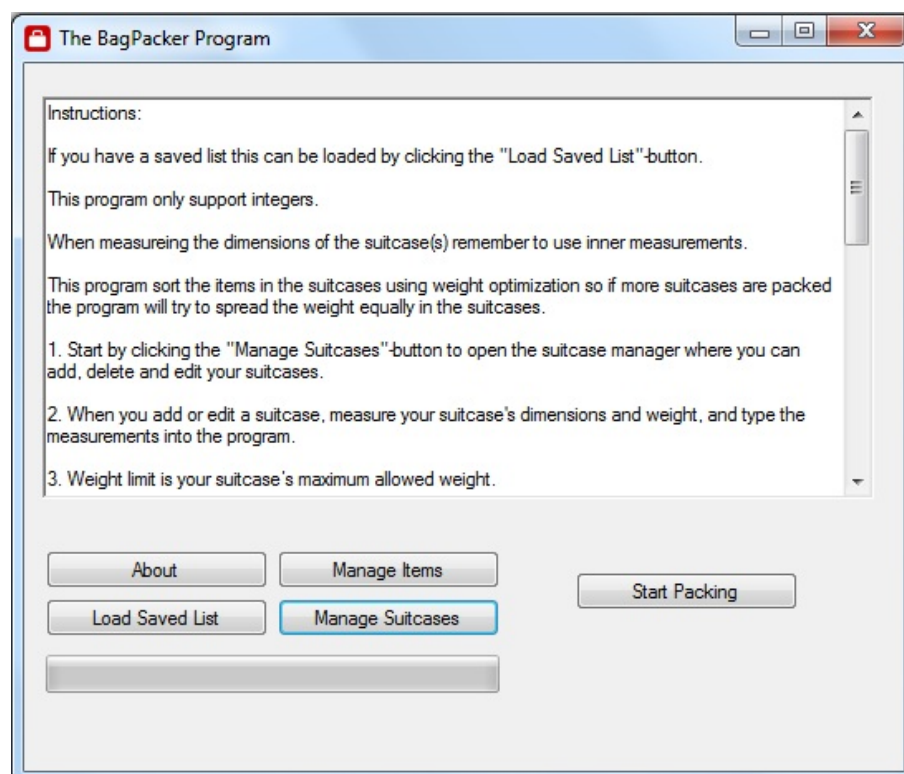 The BagPacker Program
Instructions:
If you have a saved list this can be loaded by clicking the "Load Saved List"-button.
This program only support integers.
When measureing the dimensions of the suitcase(s) remember to use inner measurements.
This program sort the items in the suitcases using weight optimization so if more suitcases are packed
the program will try to spread the weight equally in the suitcases.
1. Start by clicking the "Manage Suitcases"-button to open the suitcase manager where you can
add, delete and edit your suitcases.
2. When you add or edit a suitcase, measure your suitcase's dimensions and weight, and type the
measurements into the program.
3. Weight limit is your suitcase's maximum allowed weight.
About
Manage Items
Start Packing
Load Saved List
Manage Suitcases